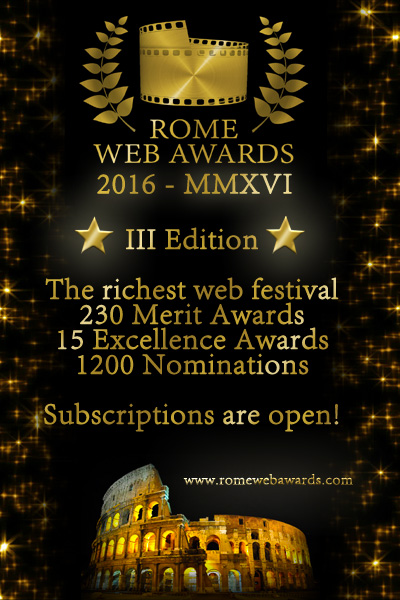 ROME
WEB AWARDS
2016 - MMXVI
III Edition
The richest web festival
230 Merit Awards
15 Excellence Awards
1200 Nominations
Subscriptions are open!
www.romewebawards.com